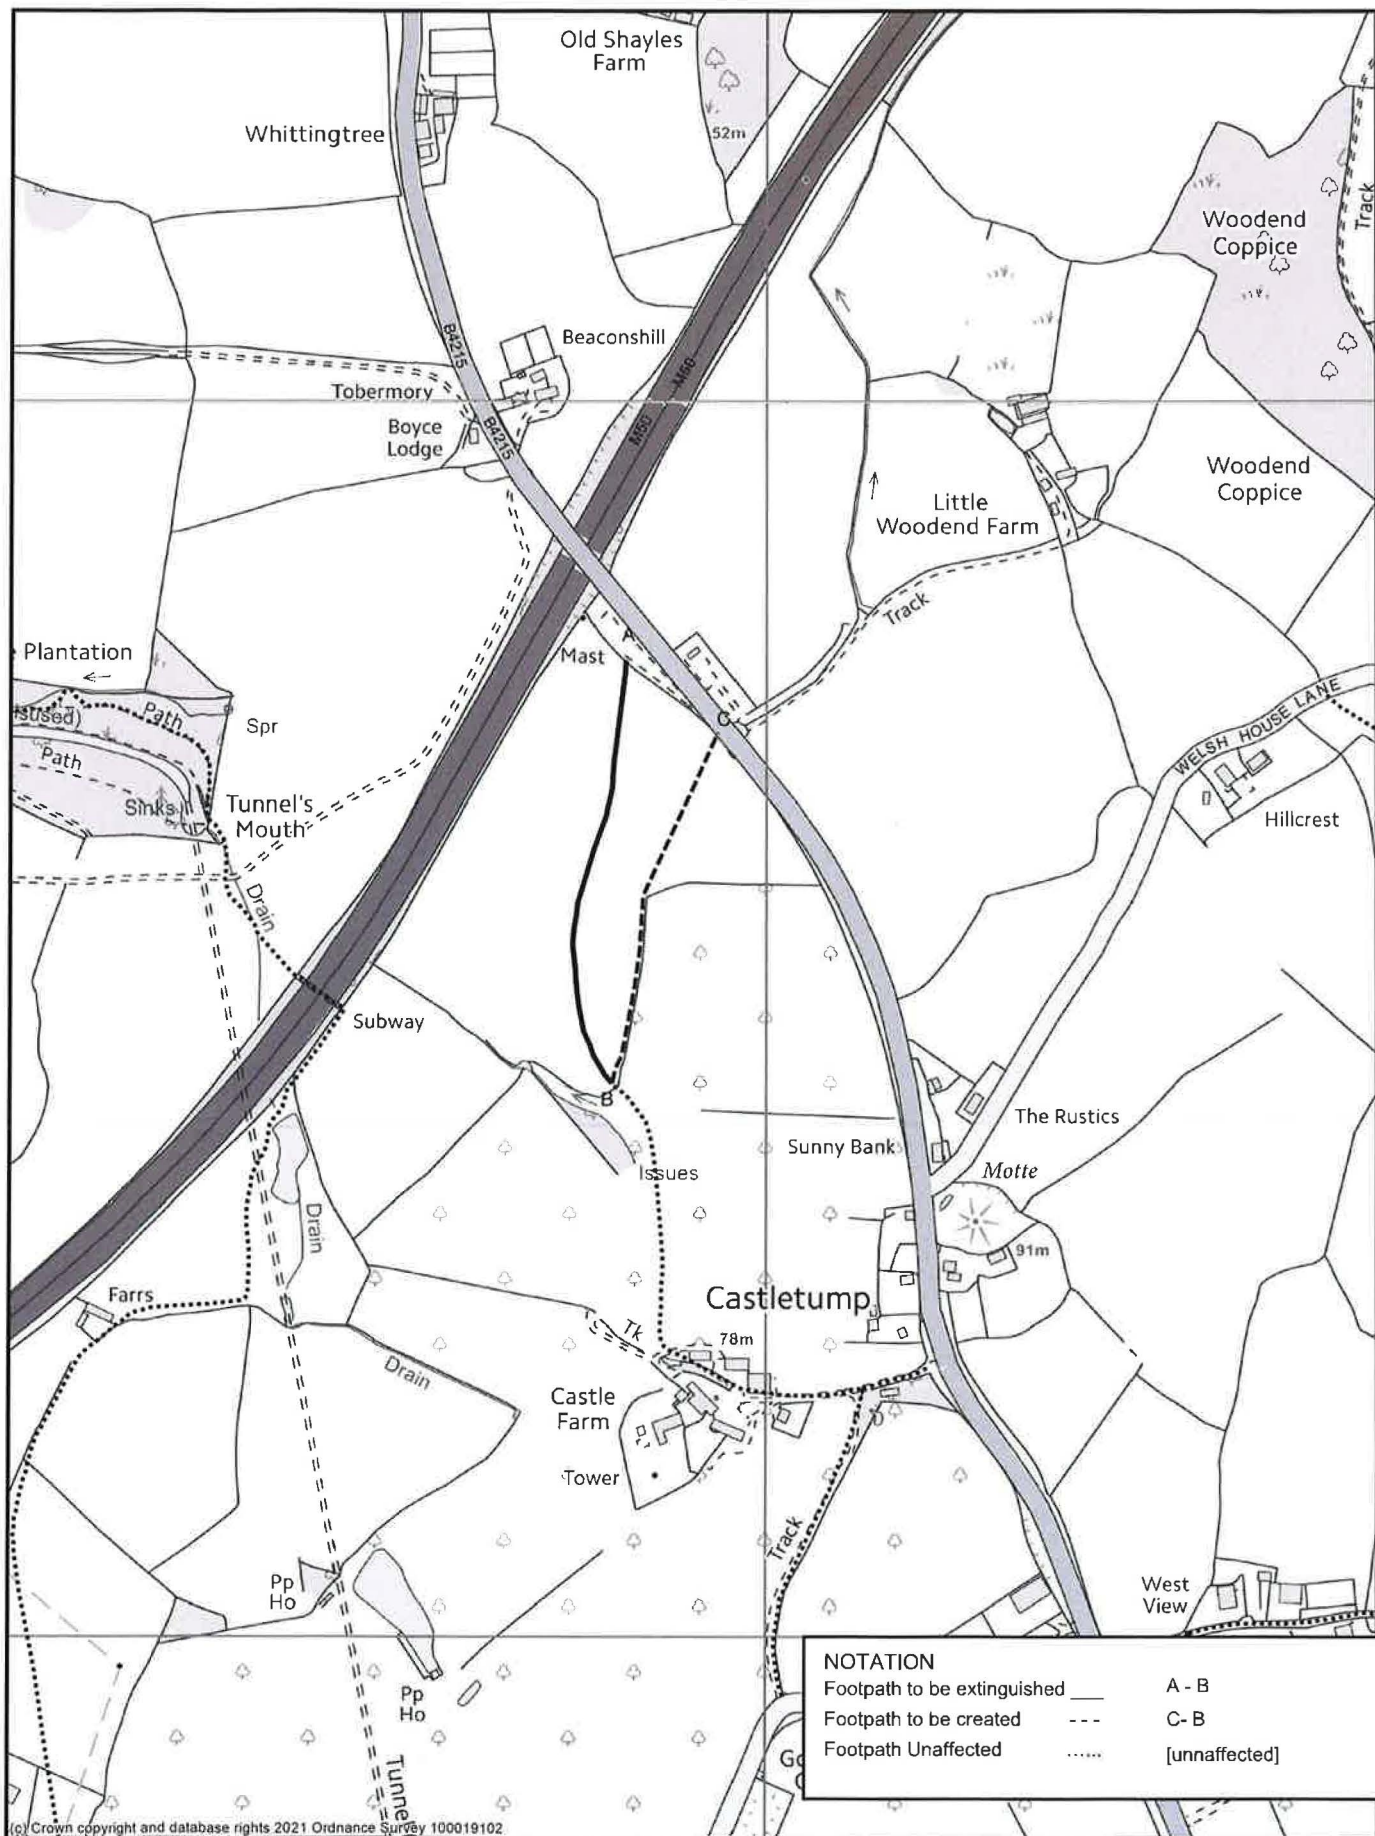 Old Shayles
Farm
Whittingtree
52m
Track
Woodend
Coppice
B4215
Beaconshill
M50
Tobermory
M50
Boyce
Lodge
B4215
Woodend
Coppice
Little
Woodend Farm
Track
A
Mast
Plantation
Path
Spr
isused)
Path
C
WELSH HOUSE LANE
Sinks
Tunnel's
Mouth
Hillcrest
Drain
Subway
B
The Rustics
Sunny Bank
Issues
Motte
Drain
91m
Farrs
Castletump
Tk
78m
Drain
Castle
Farm
Tower
Track
Pp
Ho
West
View
Pp
Ho
NOTATION
Footpath to be extinguished A - B
Footpath to be created C- B
Footpath Unaffected [unnaffected]
Go
Tunnel
(c) Crown copyright and database rights 2021 Ordnance Survey 100019102